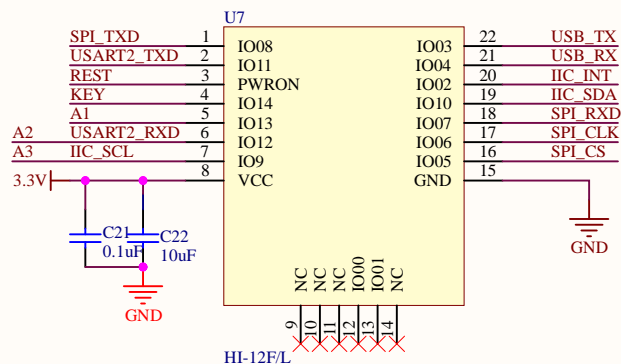 U7
SPI_TXD 1 IO08 IO03 22 USB_TX
USART2_TXD 2 IO11 IO04 21 USB_RX
REST 3 PWRON IO02 20 IIC_INT
KEY 4 IO14 IO10 19 IIC_SDA
A1 5 IO13 IO07 18 SPI_RXD
A2 USART2_RXD 6 IO12 IO06 17 SPI_CLK
A3 IIC_SCL 7 IO9 IO05 16 SPI_CS
3.3V 8 VCC GND 15
C21
0.1uF
C22
10uF
GND
GND
NC NC NC IO00 IO01 NC
9 10 11 12 13 14
HI-12F/L